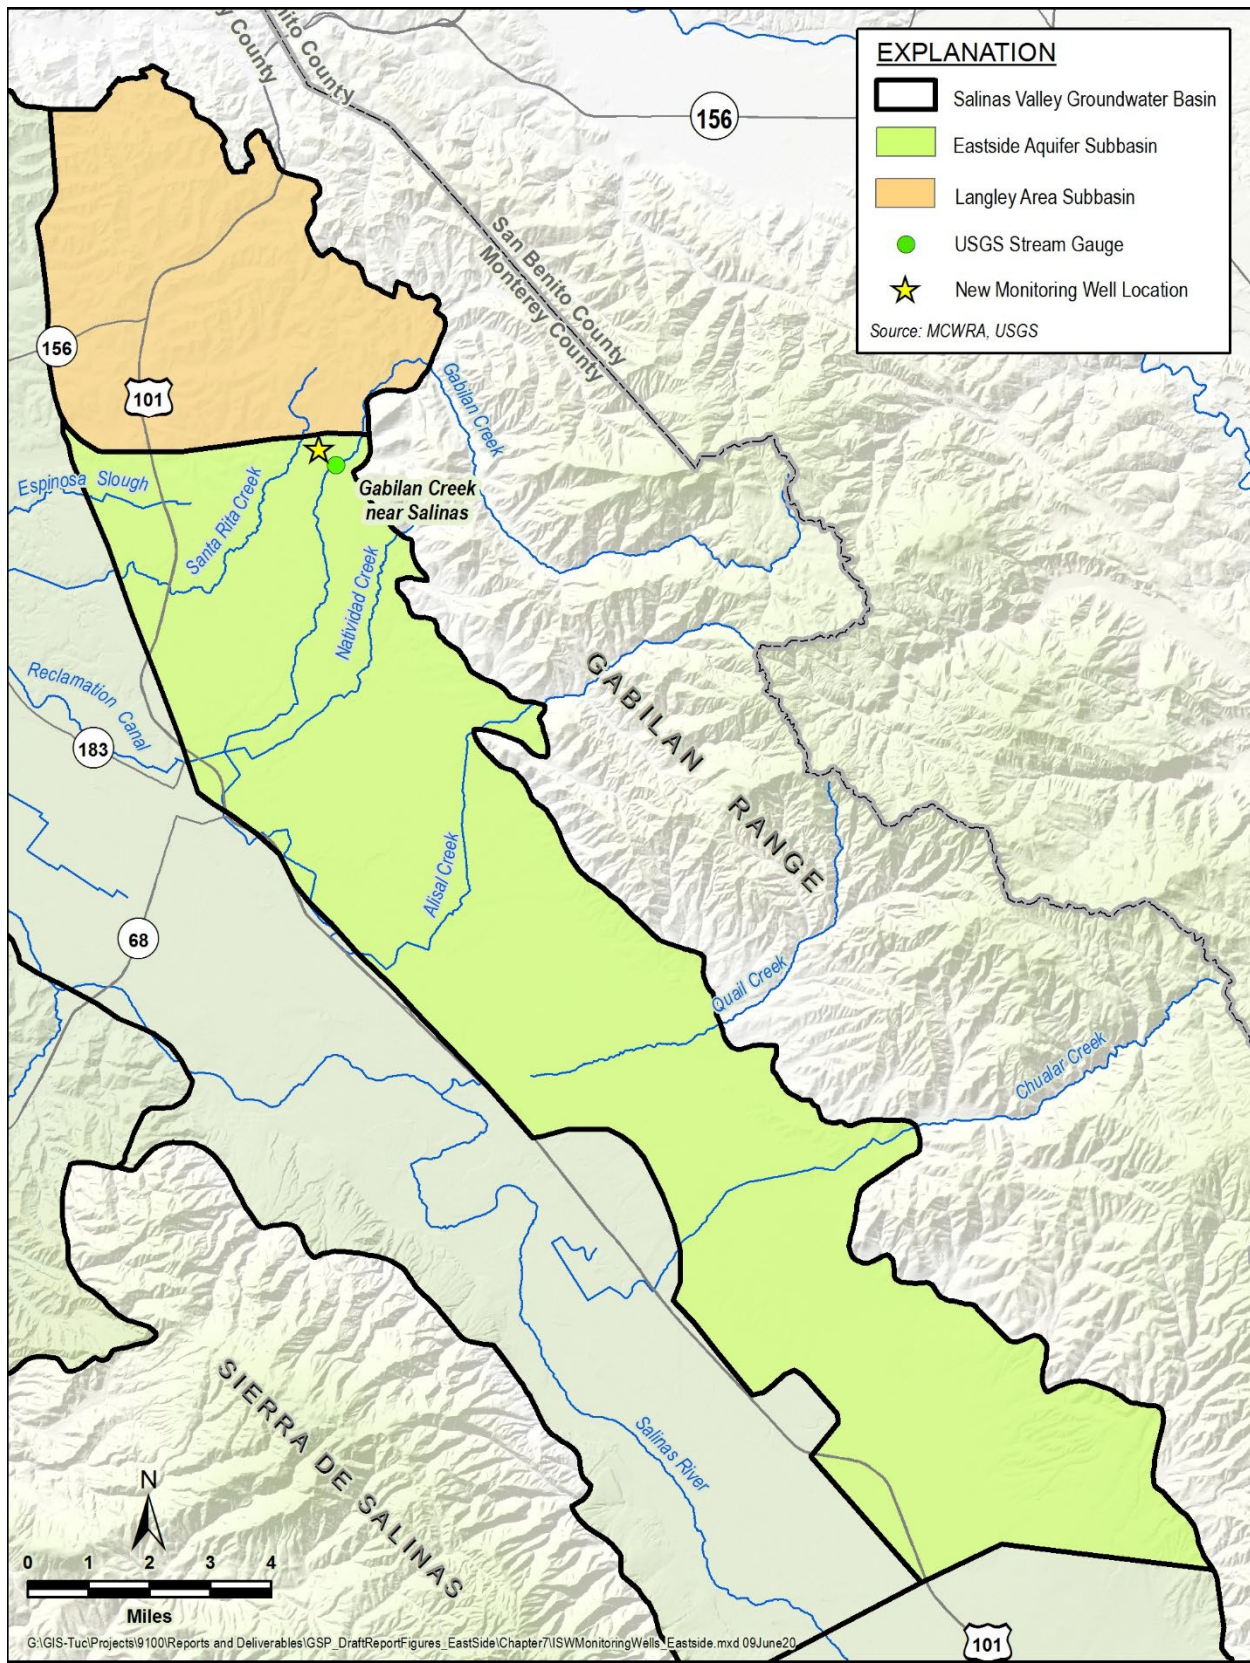 nito County
y County
156
EXPLANATION
Salinas Valley Groundwater Basin
Eastside Aquifer Subbasin
Langley Area Subbasin
USGS Stream Gauge
New Monitoring Well Location
Source: MCWRA, USGS
San Benito County
Monterey County
156
101
Gabilan Creek
Espinosa Slough
Santa Rita Creek
Gabilan Creek
near Salinas
Natividad Creek
Reclamation Canal
183
GABILAN RANGE
Alisal Creek
68
Quail Creek
Chualar Creek
SIERRA DE SALINAS
Salinas River
N
0 1 2 3 4
Miles
G:\GIS-Tuc\Projects\9100\Reports and Deliverables\GSP_DraftReportFigures_EastSide\Chapter7\ISWMonitoringWells_Eastside.mxd 09June20
101